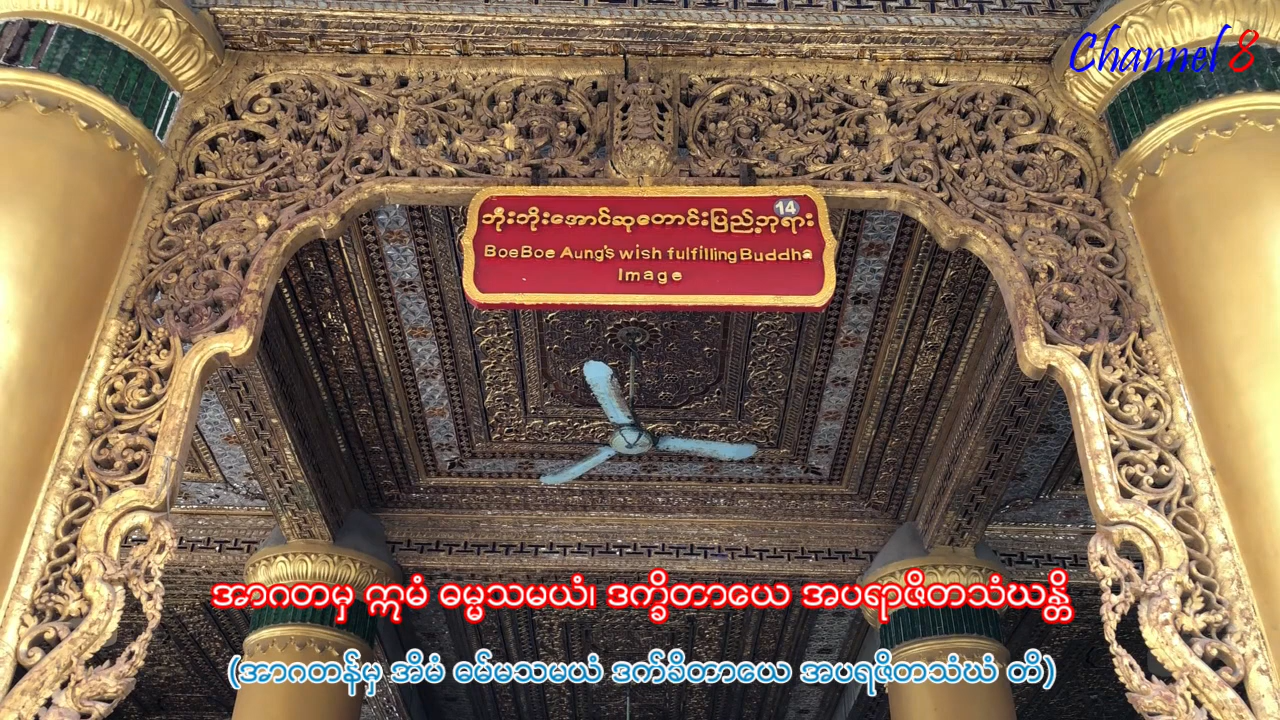 Channel 8
14
ဘိုးဘိုးအောင်ဆုတောင်းပြည့်ဘုရား
BoeBoe Aung's wish fulfilling Buddha
Image
အာဂတမှ ဣမံ ဓမ္မသမယံ၊ ဒက္ခိတာယေ အပရာဇိတသံဃန္တိ
(အာဂတန်မှ အိမံ ဓမ်မသမယံ ဒက်ခိတာယေ အပရဇိတသံဃံ တိ)